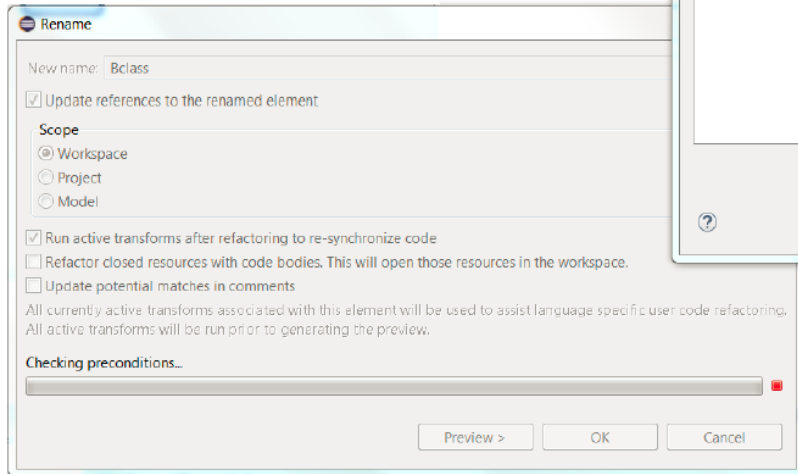 Rename
New name: Bclass
Update references to the renamed element
Scope
Workspace
Project
Model
Run active transforms after refactoring to re-synchronize code
Refactor closed resources with code bodies. This will open those resources in the workspace.
Update potential matches in comments
All currently active transforms associated with this element will be used to assist language specific user code refactoring.
All active transforms will be run prior to generating the preview.
Checking preconditions...
Preview > OK Cancel
?